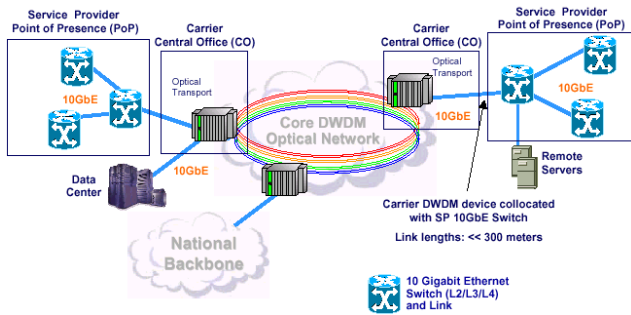 Service Provider
Point of Presence (PoP)
10GbE
Carrier
Central Office (CO)
Optical
Transport
10GbE
Data
Center
Core DWDM
Optical Network
National
Backbone
Carrier
Central Office (CO)
Optical
Transport
10GbE
Service Provider
Point of Presence (PoP)
10GbE
Remote
Servers
Carrier DWDM device collocated
with SP 10GbE Switch
Link lengths: << 300 meters
10 Gigabit Ethernet
Switch (L2/L3/L4)
and Link